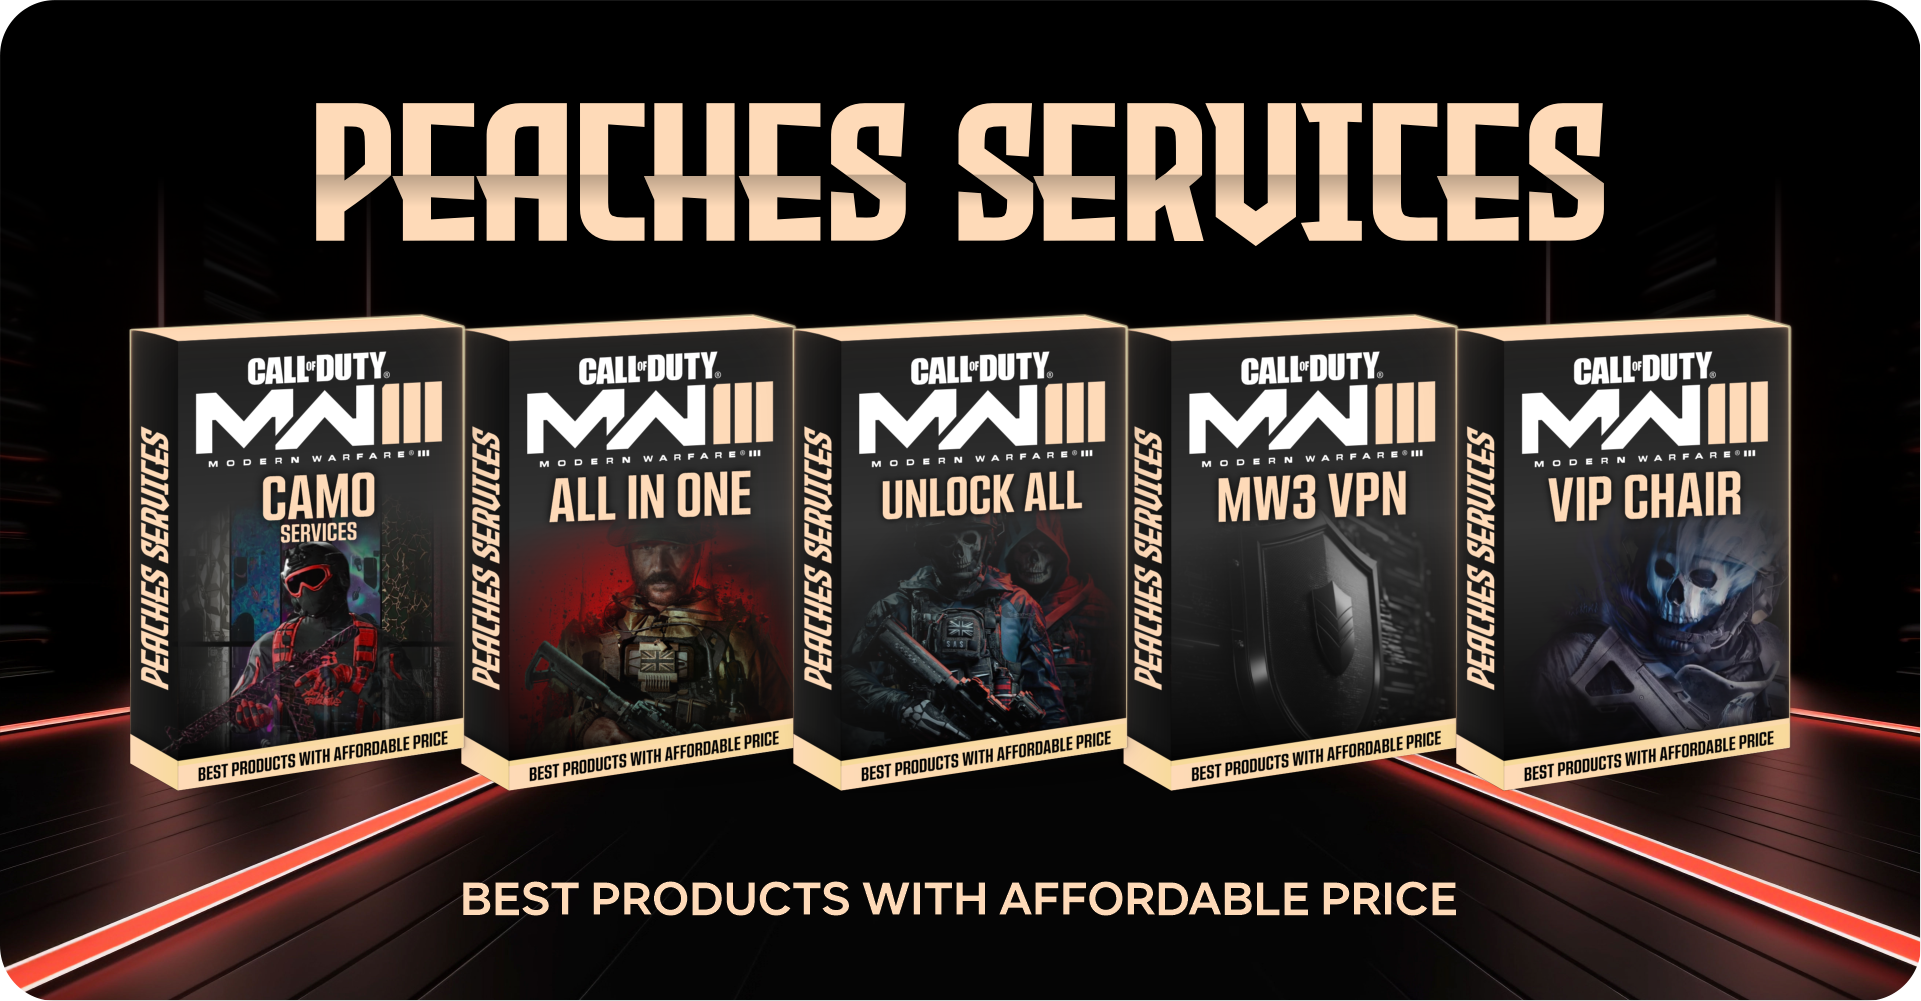 PEACHES SERVICES
PEACHES SERVICES
CALL OF DUTY®
MWIII
MODERN WARFARE® III
CAMO
SERVICES
BEST PRODUCTS WITH AFFORDABLE PRICE
PEACHES SERVICES
CALL OF DUTY®
MWIII
MODERN WARFARE® III
ALL IN ONE
BEST PRODUCTS WITH AFFORDABLE PRICE
PEACHES SERVICES
CALL OF DUTY®
MWIII
MODERN WARFARE® III
UNLOCK ALL
SAS
BEST PRODUCTS WITH AFFORDABLE PRICE
PEACHES SERVICES
CALL OF DUTY®
MWIII
MODERN WARFARE® III
MW3 VPN
BEST PRODUCTS WITH AFFORDABLE PRICE
PEACHES SERVICES
CALL OF DUTY®
MWIII
MODERN WARFARE® III
VIP CHAIR
BEST PRODUCTS WITH AFFORDABLE PRICE
BEST PRODUCTS WITH AFFORDABLE PRICE